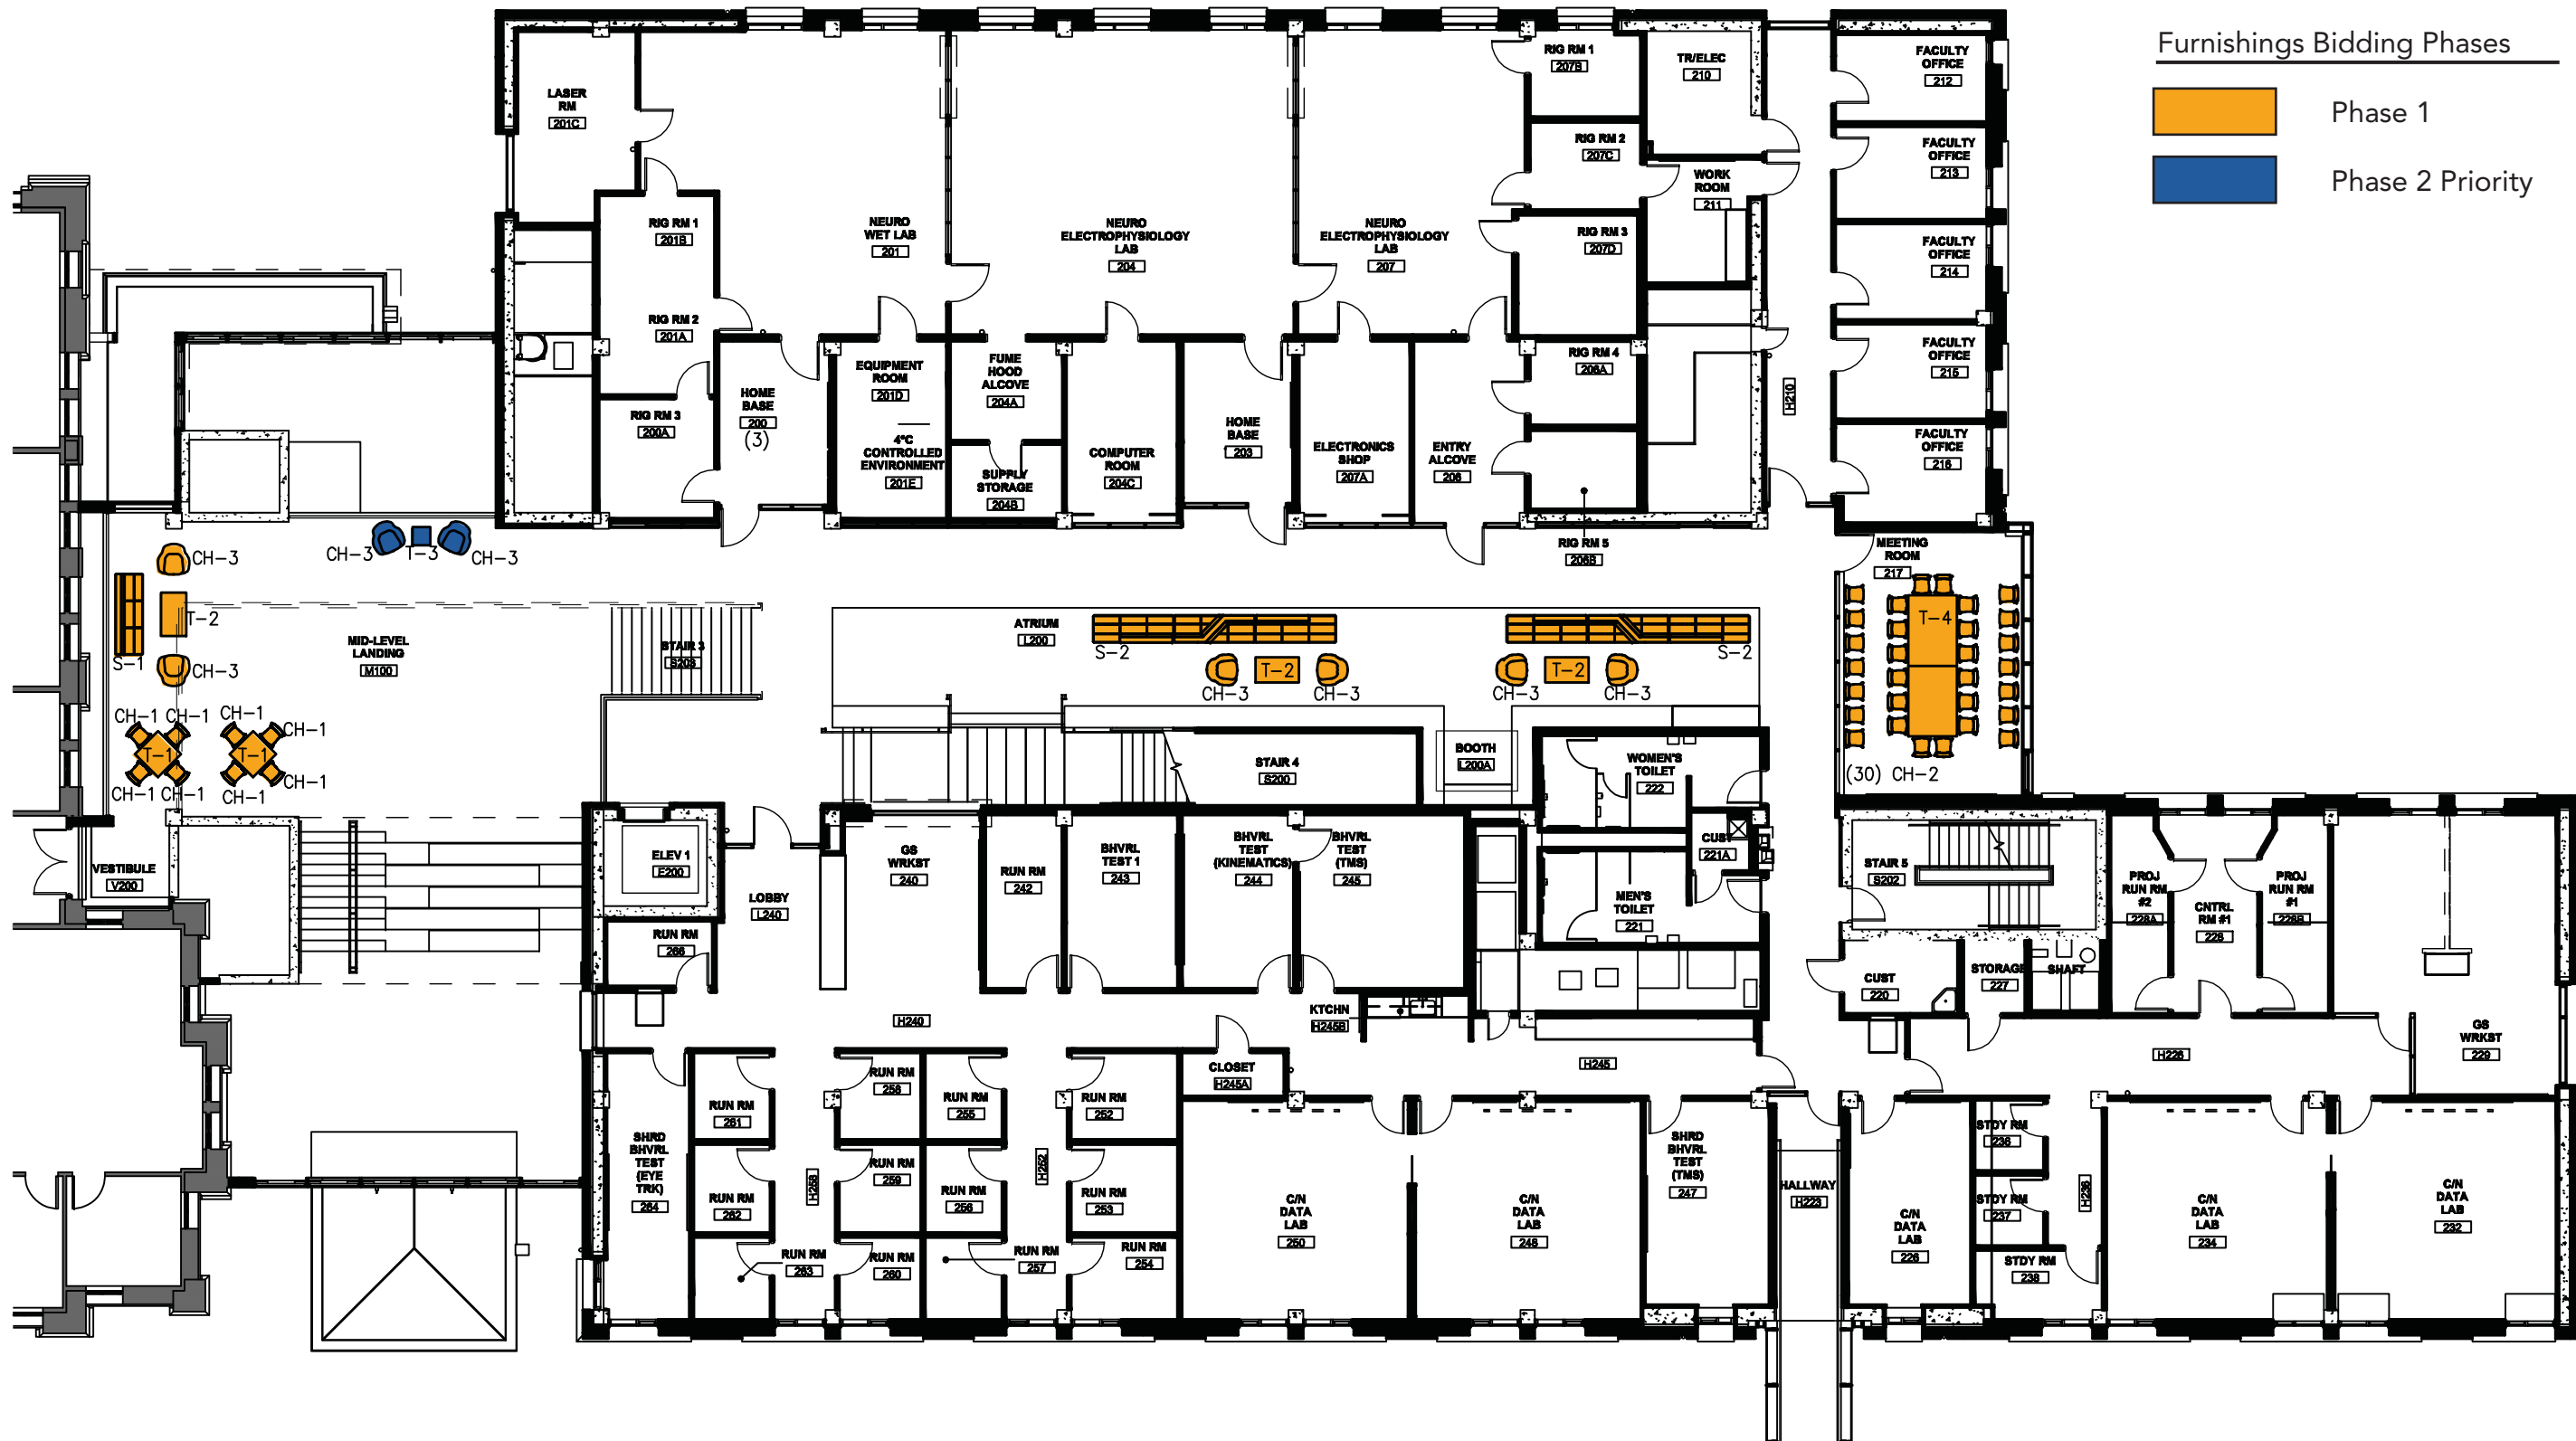 Furnishings Bidding Phases
Phase 1
Phase 2 Priority
LASER
RM
201C
RIG RM 1
201B
RIG RM 2
201A
RIG RM 3
200A
NEURO
WET LAB
201
NEURO
ELECTROPHYSIOLOGY
LAB
204
NEURO
ELECTROPHYSIOLOGY
LAB
207
RIG RM 1
207B
RIG RM 2
207C
RIG RM 3
207D
RIG RM 4
206A
RIG RM 5
206B
TR/ELEC
210
WORK
ROOM
211
H210
FACULTY
OFFICE
212
FACULTY
OFFICE
213
FACULTY
OFFICE
214
FACULTY
OFFICE
215
FACULTY
OFFICE
216
HOME
BASE
200
(3)
EQUIPMENT
ROOM
201D
4°C
CONTROLLED
ENVIRONMENT
201E
FUME
HOOD
ALCOVE
204A
SUPPLY
STORAGE
204B
COMPUTER
ROOM
204C
HOME
BASE
203
ELECTRONICS
SHOP
207A
ENTRY
ALCOVE
206
MEETING
ROOM
217
T-4
(30) CH-2
CH-3
T-3
CH-3
CH-3
T-2
S-1
CH-3
MID-LEVEL
LANDING
M100
STAIR 3
S203
ATRIUM
L200
S-2
S-2
CH-3
T-2
CH-3
CH-3
T-2
CH-3
CH-1
CH-1
CH-1
CH-1
T-1
T-1
CH-1
CH-1
CH-1
CH-1
STAIR 4
S200
BOOTH
L200A
WOMEN'S
TOILET
222
CUST
221A
MEN'S
TOILET
221
VESTIBULE
V200
ELEV 1
E200
LOBBY
L240
RUN RM
266
GS
WRKST
240
RUN RM
242
BHVRL
TEST 1
243
BHVRL
TEST
(KINEMATICS)
244
BHVRL
TEST
(TMS)
245
STAIR 5
S202
PROJ
RUN RM
#2
228A
CNTRL
RM #1
228
PROJ
RUN RM
#1
228B
CUST
220
STORAGE
227
SHAFT
GS
WRKST
229
H240
KTCHN
H245B
CLOSET
H245A
H245
H226
SHRD
BHVRL
TEST
(EYE
TRK)
264
RUN RM
261
RUN RM
262
RUN RM
263
H258
RUN RM
258
RUN RM
259
RUN RM
260
RUN RM
255
RUN RM
256
RUN RM
257
H252
RUN RM
252
RUN RM
253
RUN RM
254
C/N
DATA
LAB
250
C/N
DATA
LAB
248
SHRD
BHVRL
TEST
(TMS)
247
HALLWAY
H223
C/N
DATA
LAB
226
STDY RM
236
STDY RM
237
STDY RM
238
H236
C/N
DATA
LAB
234
C/N
DATA
LAB
232